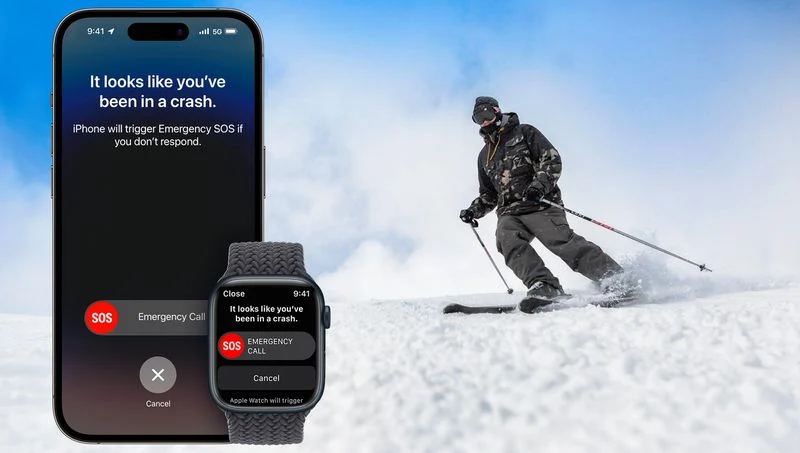 9:41
5G
It looks like you've
been in a crash.
iPhone will trigger Emergency SOS if
you don't respond.
SOS
Emergency Call
Cancel
Close
9:41
It looks like you've
been in a crash.
SOS
EMERGENCY
CALL
Cancel
Apple Watch will trigger